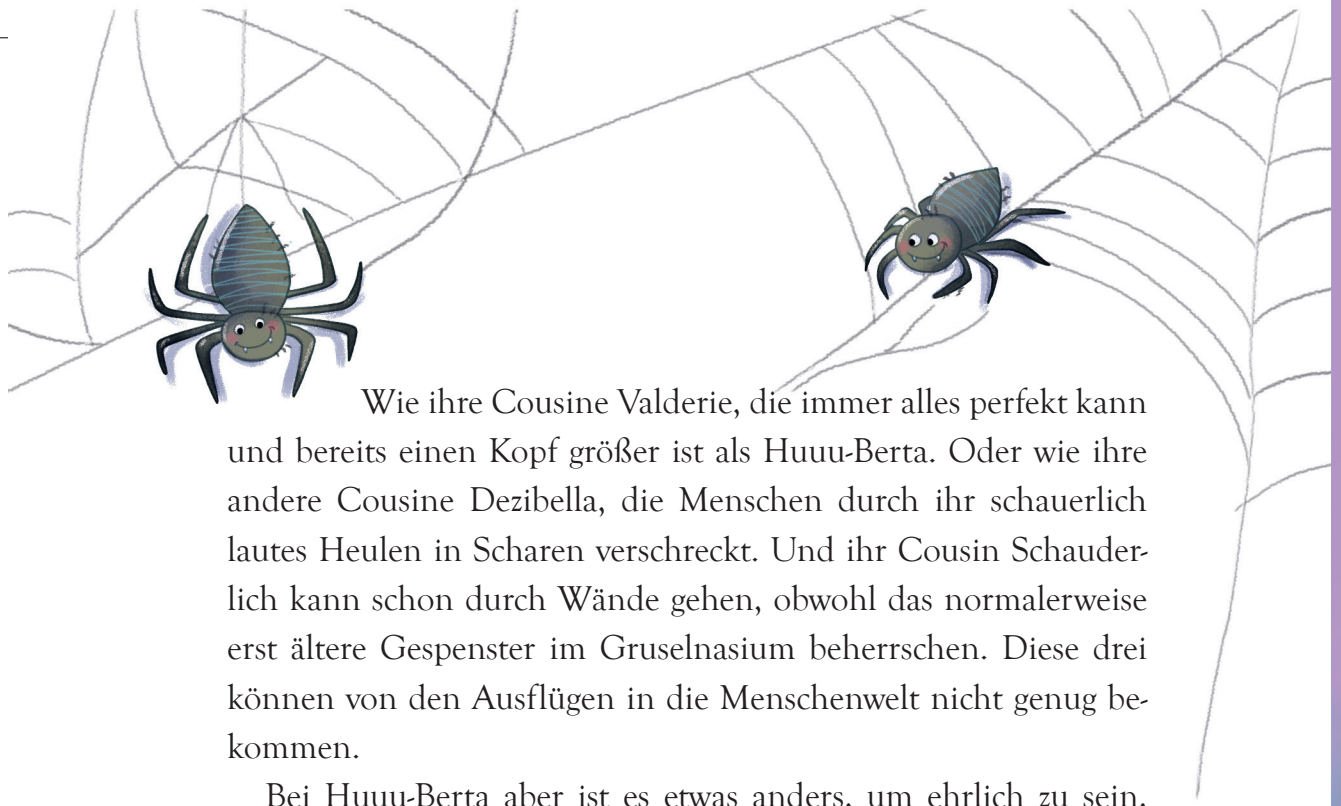 Wie ihre Cousine Valderie, die immer alles perfekt kann
und bereits einen Kopf größer ist als Huuu-Berta. Oder wie ihre
andere Cousine Dezibella, die Menschen durch ihr schauerlich
lautes Heulen in Scharen verschreckt. Und ihr Cousin Schauder-
lich kann schon durch Wände gehen, obwohl das normalerweise
erst ältere Gespenster im Gruselnasium beherrschen. Diese drei
können von den Ausflügen in die Menschenwelt nicht genug be-
kommen.
Bei Huuu-Berta aber ist es etwas anders, um ehrlich zu sein.